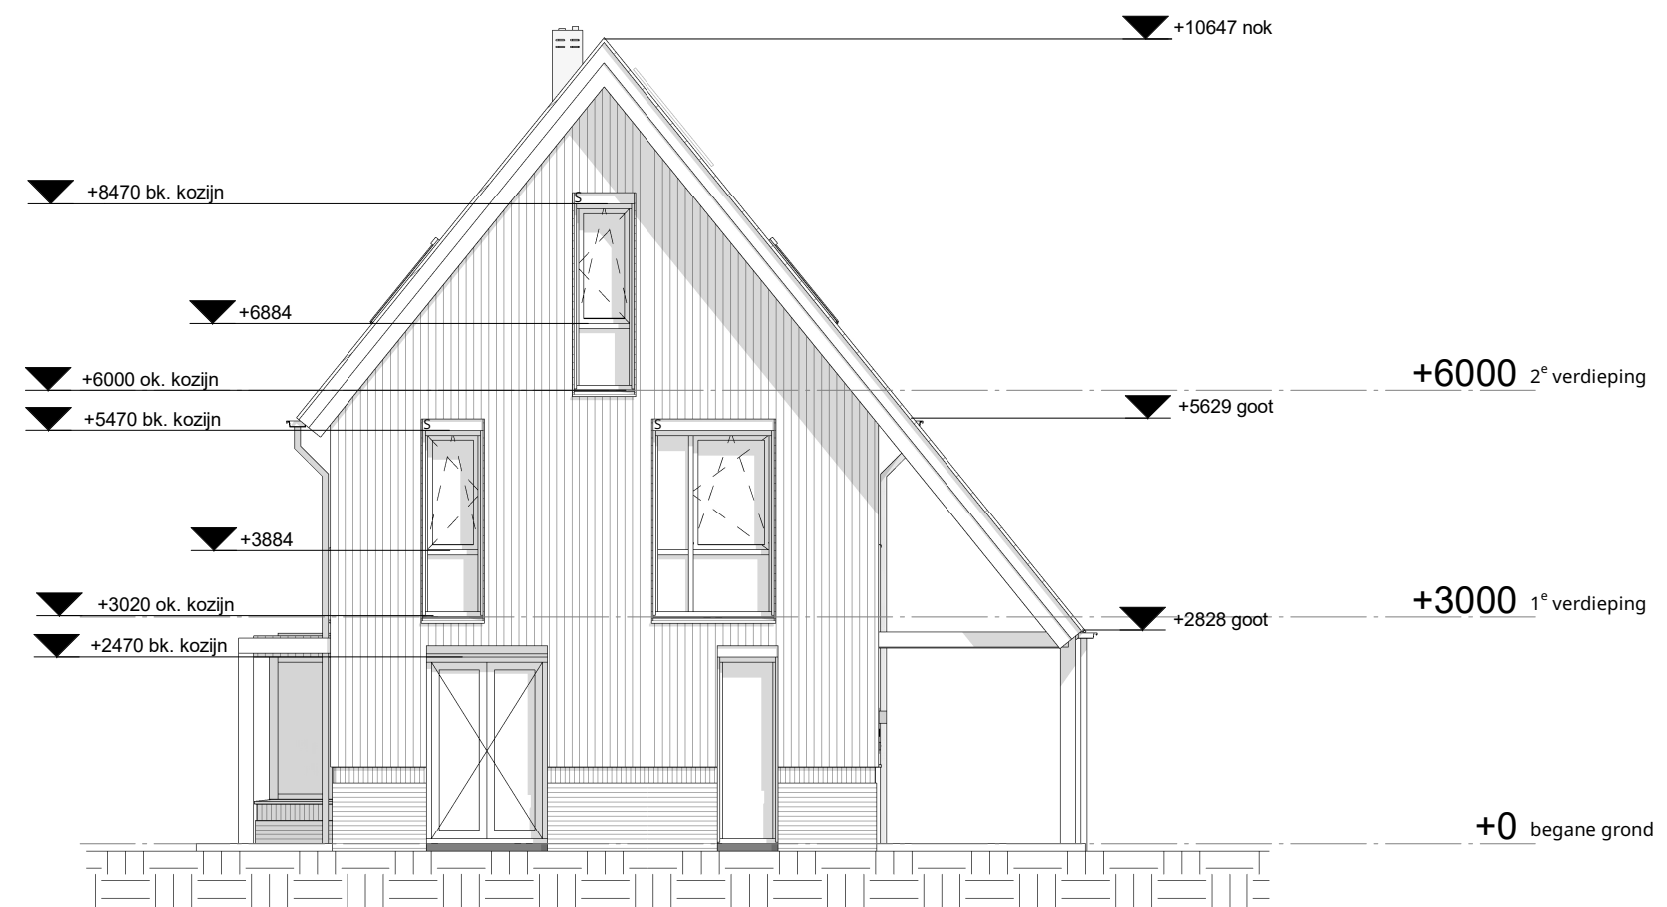 +10647 nok
+8470 bk. kozijn
S
+6884
+6000 ok. kozijn
+6000 2e verdieping
+5629 goot
+5470 bk. kozijn
S
S
+3884
+3020 ok. kozijn
+3000 1e verdieping
+2828 goot
+2470 bk. kozijn
+0 begane grond